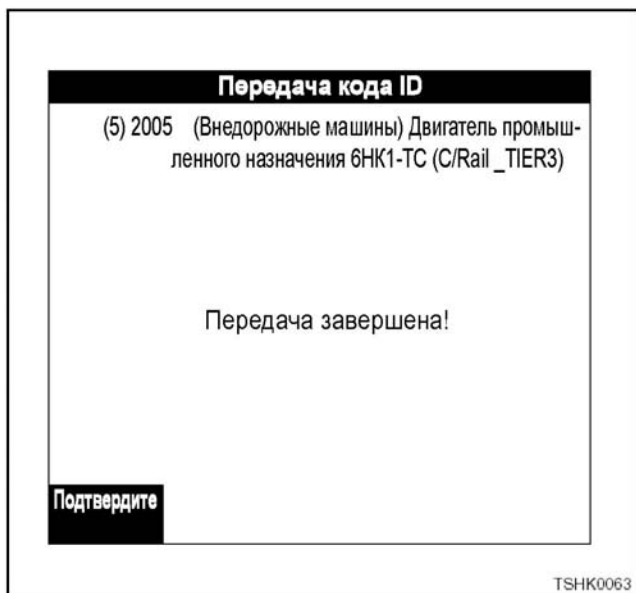 Передача кода ID
(5) 2005 (Внедорожные машины) Двигатель промыш-
ленного назначения 6НК1-TC (C/Rail _TIER3)
Передача завершена!
Подтвердите
TSHK0063